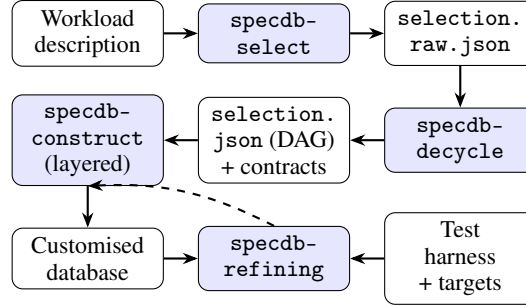 Workload
description
specdb-
select
selection.
raw.json
specdb-
construct
(layered)
selection.
json (DAG)
+ contracts
specdb-
decycle
Customised
database
specdb-
refining
Test
harness
+ targets